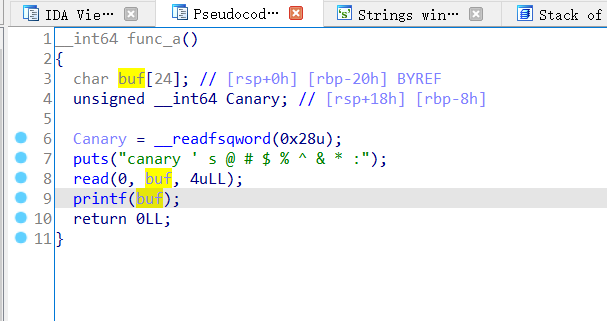 IDA Vie… Pseudocod… 's' Strings win… Stack of
1 __int64 func_a()
2 {
3 char buf[24]; // [rsp+0h] [rbp-20h] BYREF
4 unsigned __int64 Canary; // [rsp+18h] [rbp-8h]
5
6 Canary = __readfsqword(0x28u);
7 puts("canary ' s @ # $ % ^ & * :");
8 read(0, buf, 4uLL);
9 printf(buf);
10 return 0LL;
11 }